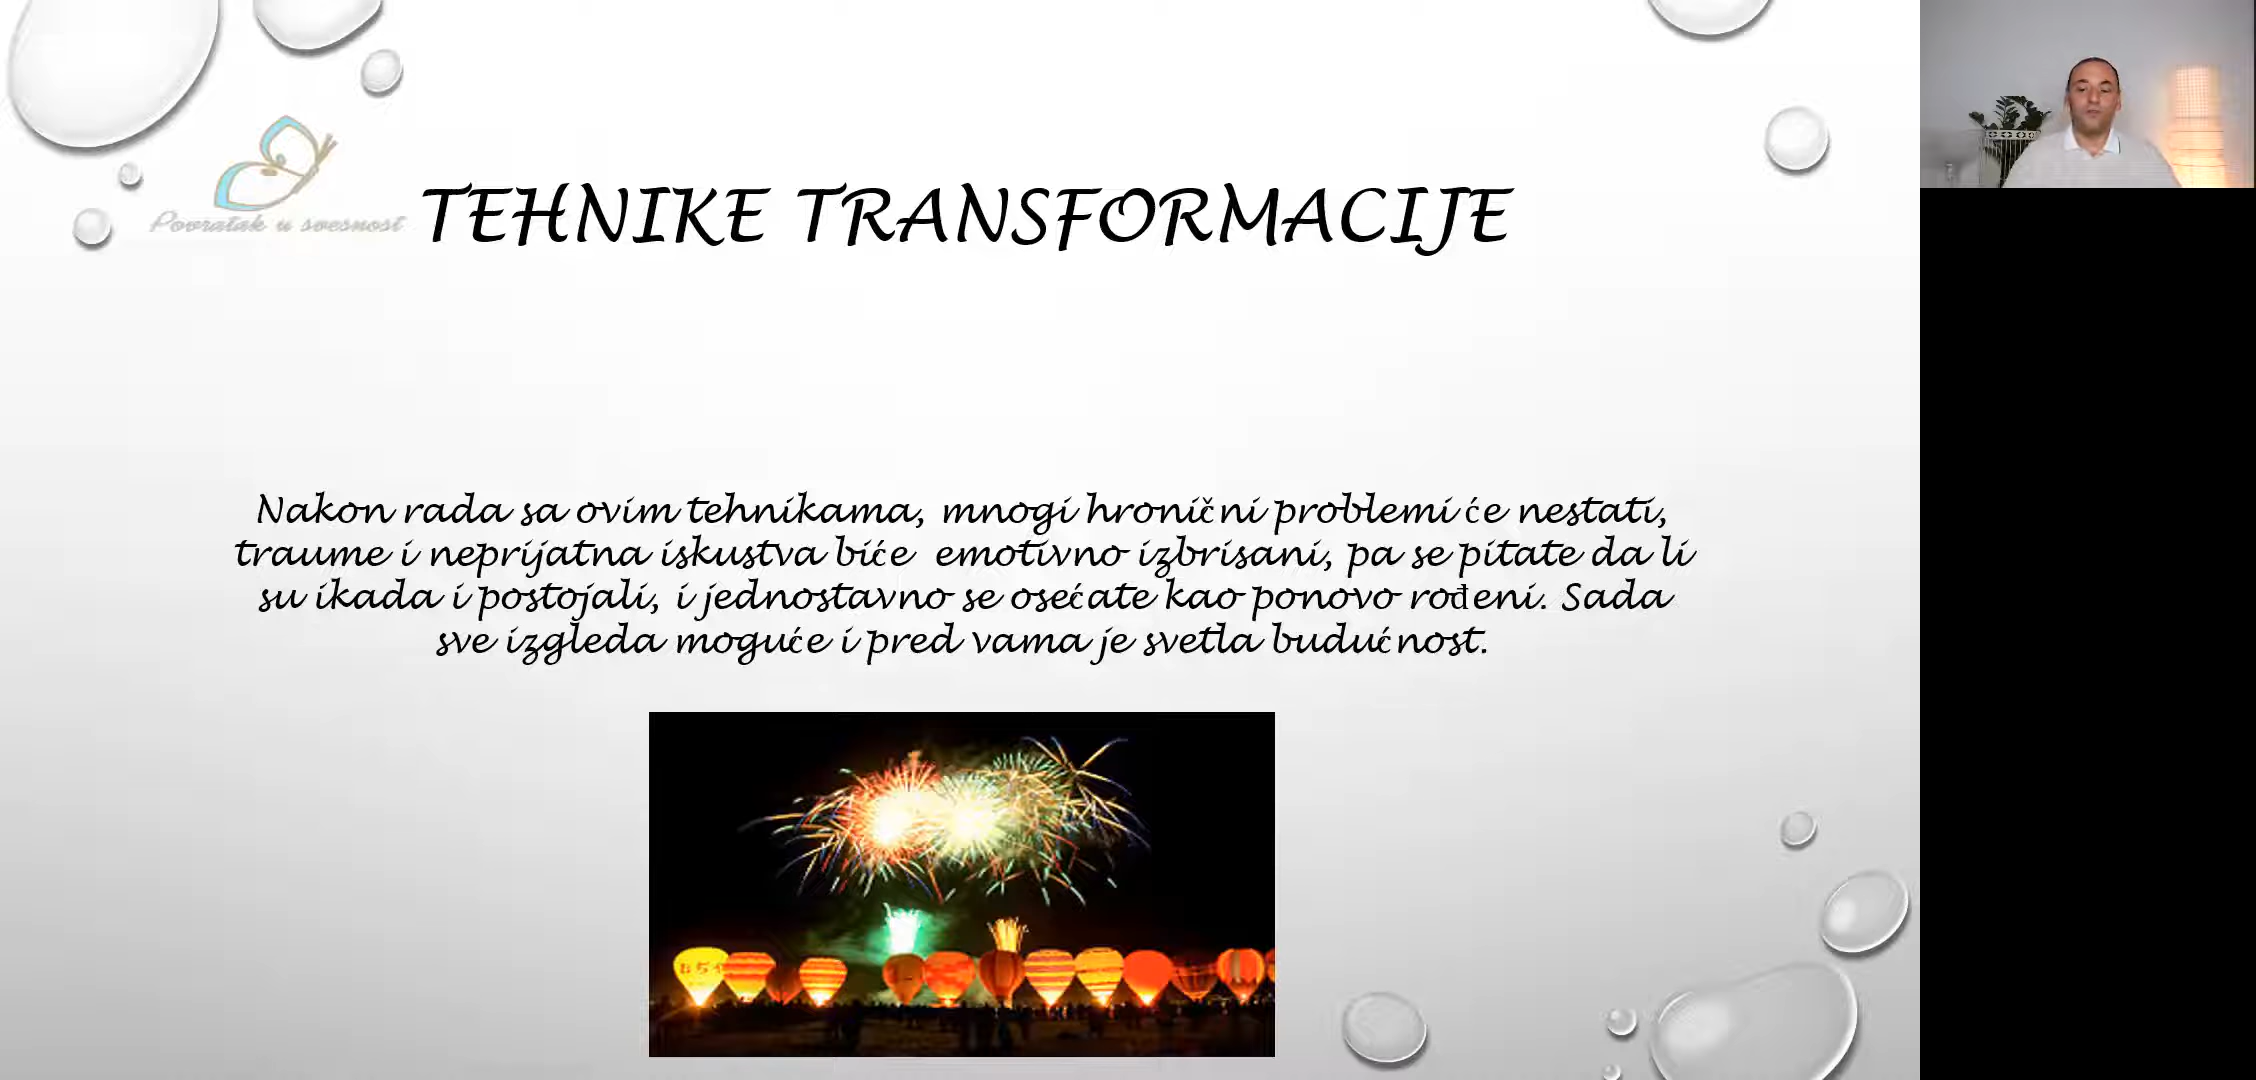 Povratak u svesnost
TEHNIKE TRANSFORMACIJE
Nakon rada sa ovim tehnikama, mnogi hronični problemi će nestati,
traume i neprijatna iskustva biće emotivno izbrisani, pa se pitate da li
su ikada i postojali, i jednostavno se osećate kao ponovo rođeni. Sada
sve izgleda moguće i pred vama je svetla budućnost.